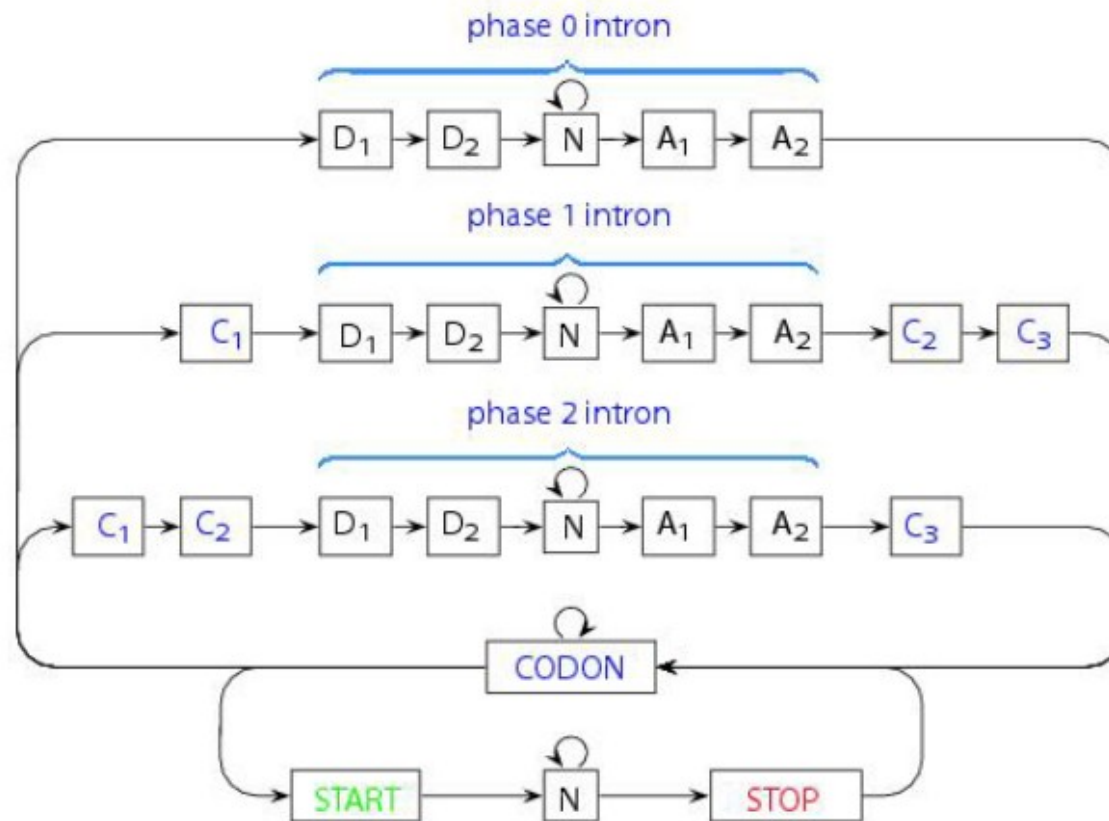 phase 0 intron
D₁ D₂ N A₁ A₂
phase 1 intron
C₁ D₁ D₂ N A₁ A₂ C₂ C₃
phase 2 intron
C₁ C₂ D₁ D₂ N A₁ A₂ C₃
CODON
START N STOP